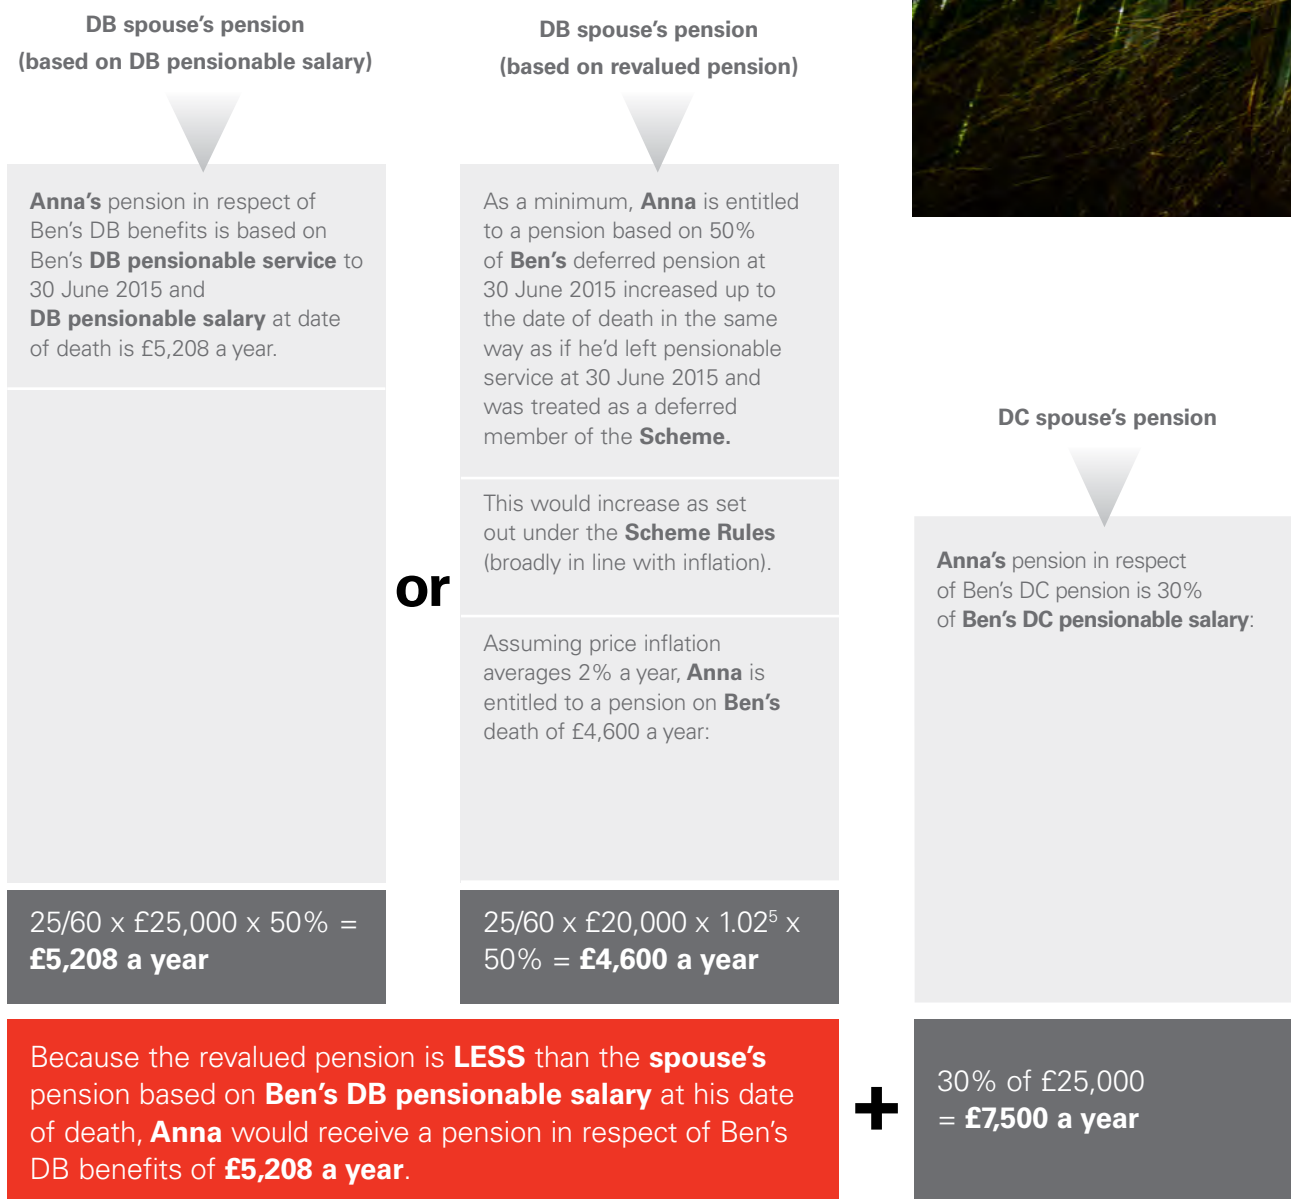 DB spouse’s pension
(based on DB pensionable salary)
Anna’s pension in respect of
Ben’s DB benefits is based on
Ben’s DB pensionable service to
30 June 2015 and
DB pensionable salary at date
of death is £5,208 a year.
25/60 x £25,000 x 50% =
£5,208 a year
or
DB spouse’s pension
(based on revalued pension)
As a minimum, Anna is entitled
to a pension based on 50%
of Ben’s deferred pension at
30 June 2015 increased up to
the date of death in the same
way as if he’d left pensionable
service at 30 June 2015 and
was treated as a deferred
member of the Scheme.
This would increase as set
out under the Scheme Rules
(broadly in line with inflation).
Assuming price inflation
averages 2% a year, Anna is
entitled to a pension on Ben’s
death of £4,600 a year:
25/60 x £20,000 x 1.02⁵ x
50% = £4,600 a year
Because the revalued pension is LESS than the spouse’s
pension based on Ben’s DB pensionable salary at his date
of death, Anna would receive a pension in respect of Ben’s
DB benefits of £5,208 a year.
+
DC spouse’s pension
Anna’s pension in respect
of Ben’s DC pension is 30%
of Ben’s DC pensionable salary:
30% of £25,000
= £7,500 a year